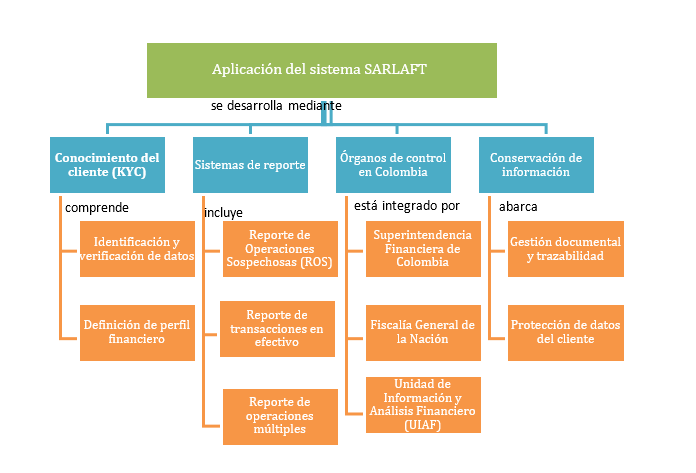 Aplicación del sistema SARLAFT
se desarrolla mediante
Conocimiento del
cliente (KYC)
Sistemas de reporte
Órganos de control
en Colombia
Conservación de
información
comprende
incluye
está integrado por
abarca
Identificación y
verificación de datos
Definición de perfil
financiero
Reporte de
Operaciones
Sospechosas (ROS)
Reporte de
transacciones en
efectivo
Reporte de
operaciones
múltiples
Superintendencia
Financiera de
Colombia
Fiscalía General de
la Nación
Unidad de
Información y
Análisis Financiero
(UIAF)
Gestión documental
y trazabilidad
Protección de datos
del cliente